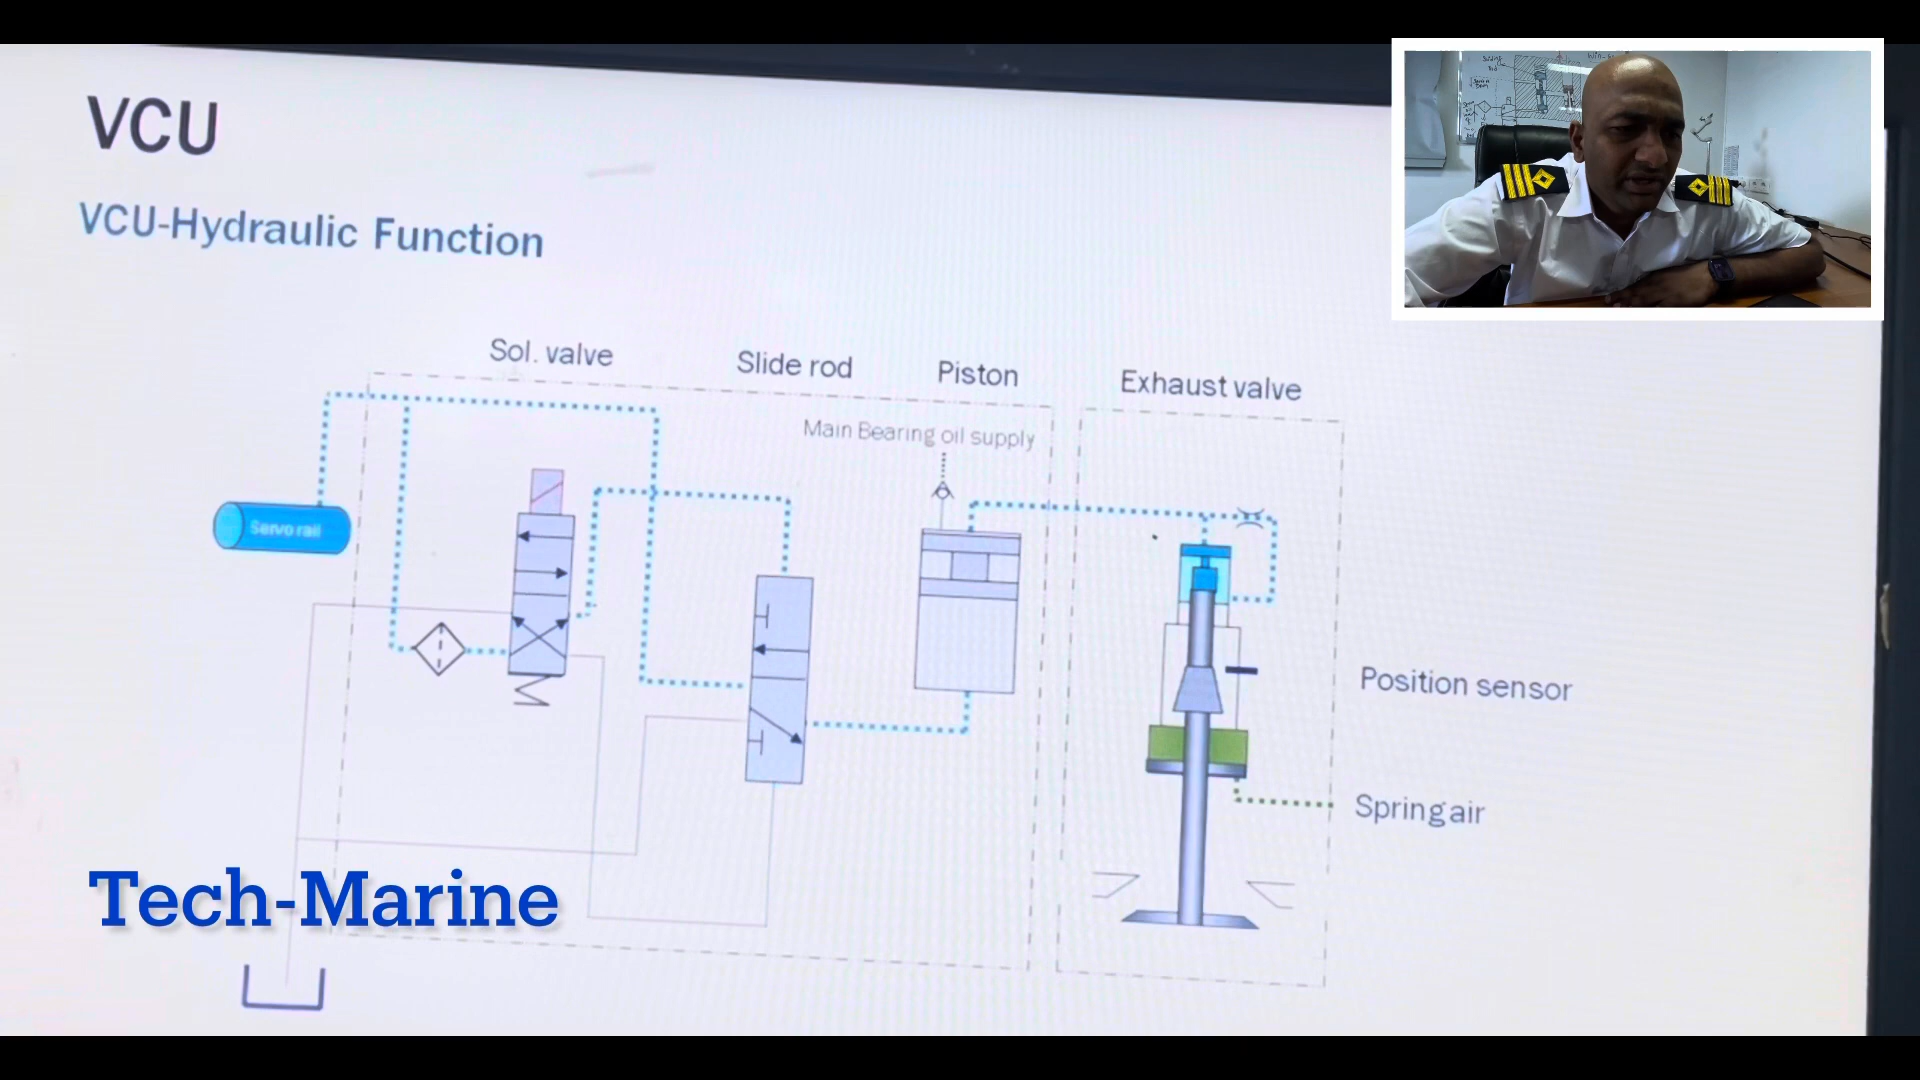 VCU
VCU-Hydraulic Function
Sol. valve
Slide rod
Piston
Exhaust valve
Main Bearing oil supply
Servo rail
Position sensor
Spring air
Tech-Marine